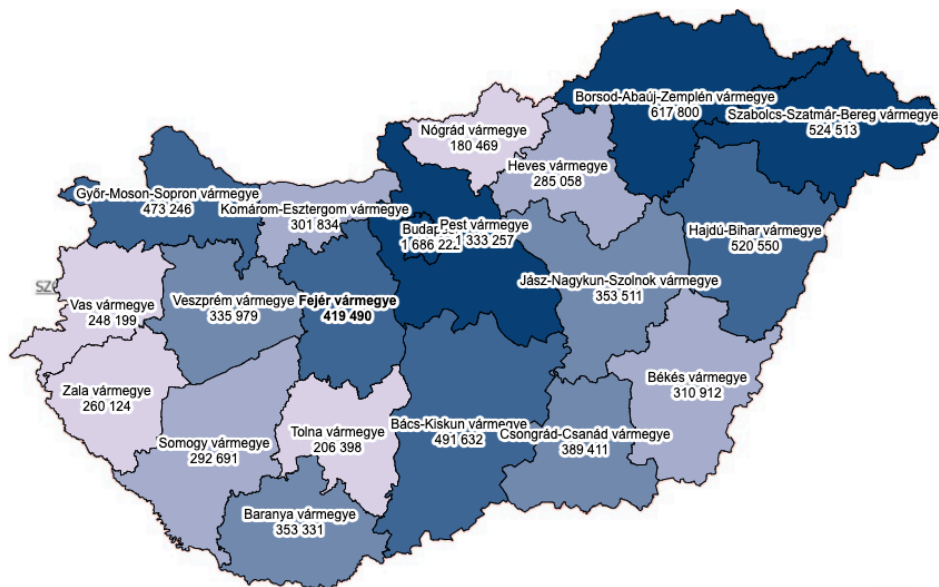 Borsod-Abaúj-Zemplén vármegye
617 800
Szabolcs-Szatmár-Bereg vármegye
524 513
Nógrád vármegye
180 469
Heves vármegye
285 058
Győr-Moson-Sopron vármegye
473 246
Komárom-Esztergom vármegye
301 834
Pest vármegye
1 333 257
Hajdú-Bihar vármegye
520 550
Jász-Nagykun-Szolnok vármegye
353 511
Vas vármegye
248 199
Veszprém vármegye
335 979
Fejér vármegye
419 490
Zala vármegye
260 124
Békés vármegye
310 912
Somogy vármegye
292 691
Tolna vármegye
206 398
Bács-Kiskun vármegye
491 632
Csongrád-Csanád vármegye
389 411
Baranya vármegye
353 331